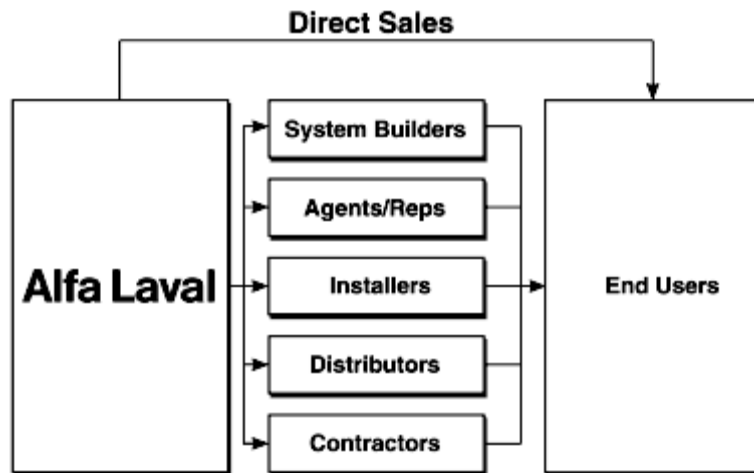 Direct Sales
System Builders
Agents/Reps
Alfa Laval
Installers
End Users
Distributors
Contractors